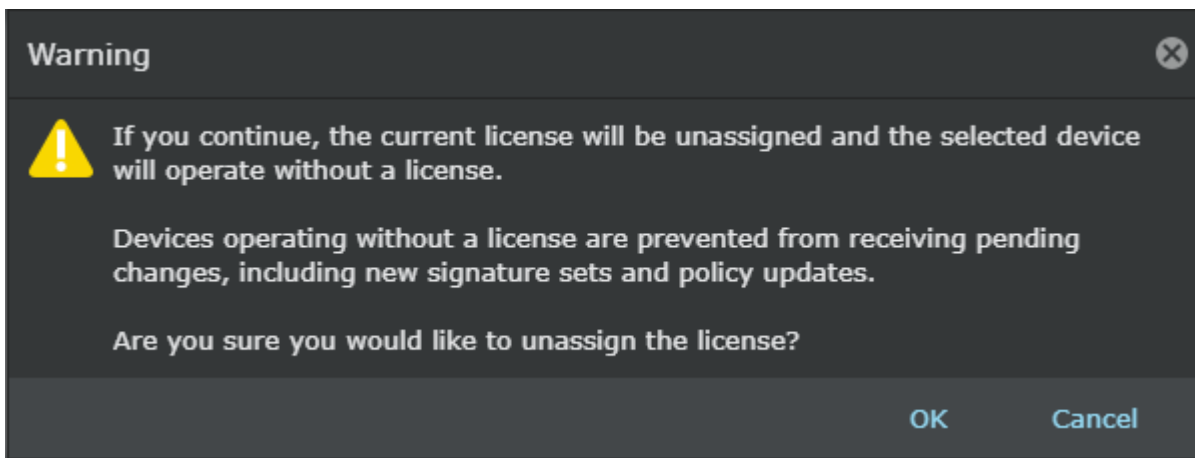 Warning
If you continue, the current license will be unassigned and the selected device
will operate without a license.
Devices operating without a license are prevented from receiving pending
changes, including new signature sets and policy updates.
Are you sure you would like to unassign the license?
OK Cancel